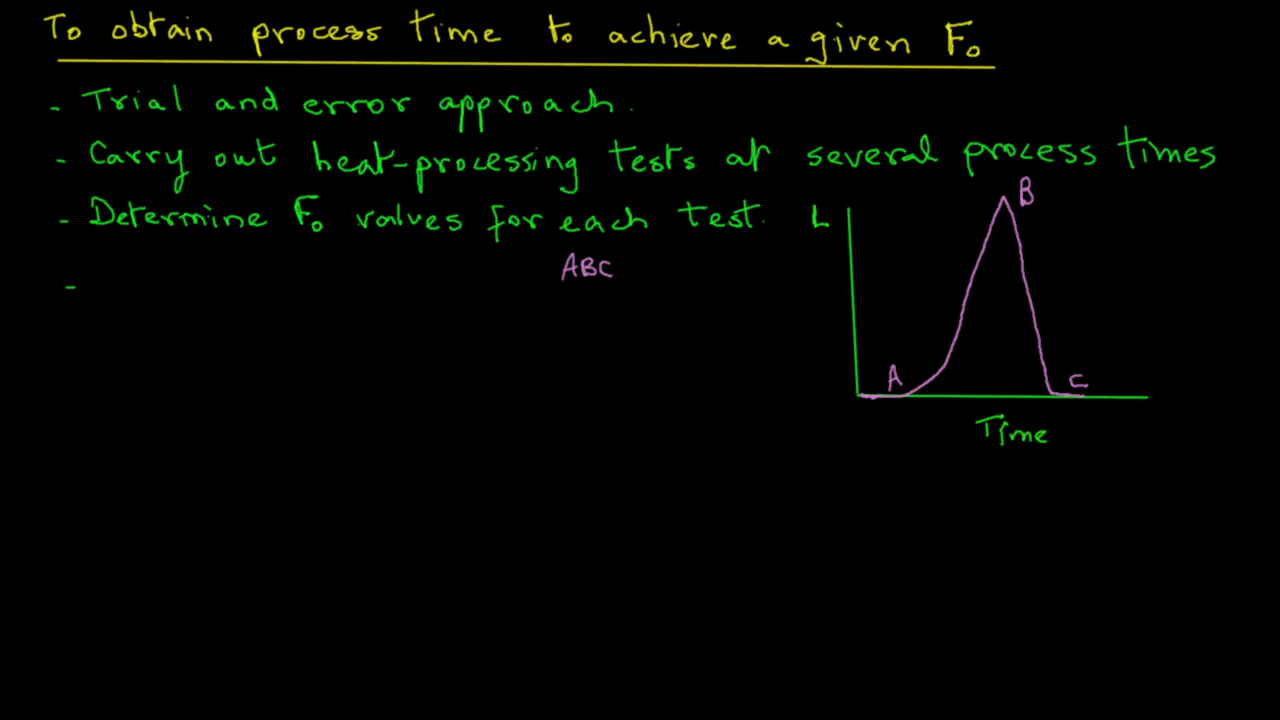 To obtain process time to achieve a given F₀
- Trial and error approach.
- Carry out heat-processing tests at several process times
- Determine F₀ values for each test.
ABC
-
L
B
A
C
Time